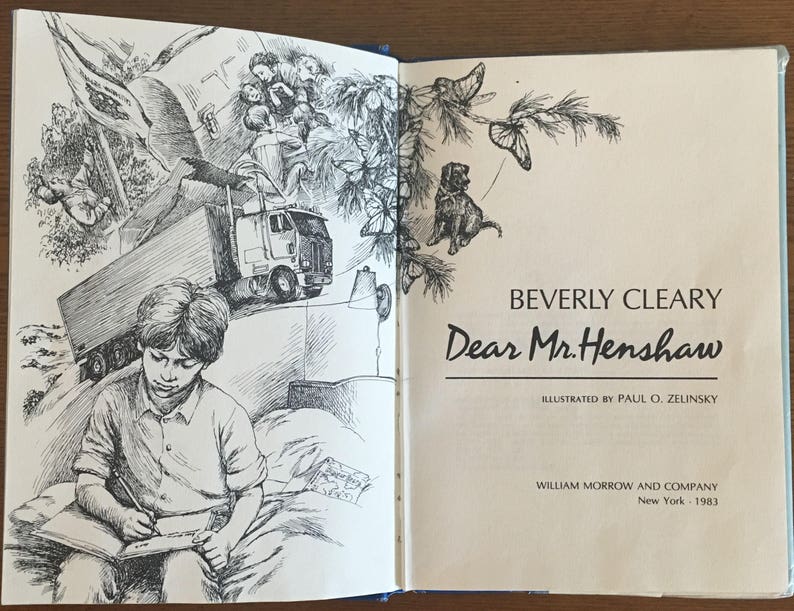 BEVERLY CLEARY
Dear Mr. Henshaw
ILLUSTRATED BY PAUL O. ZELINSKY
WILLIAM MORROW AND COMPANY
New York · 1983